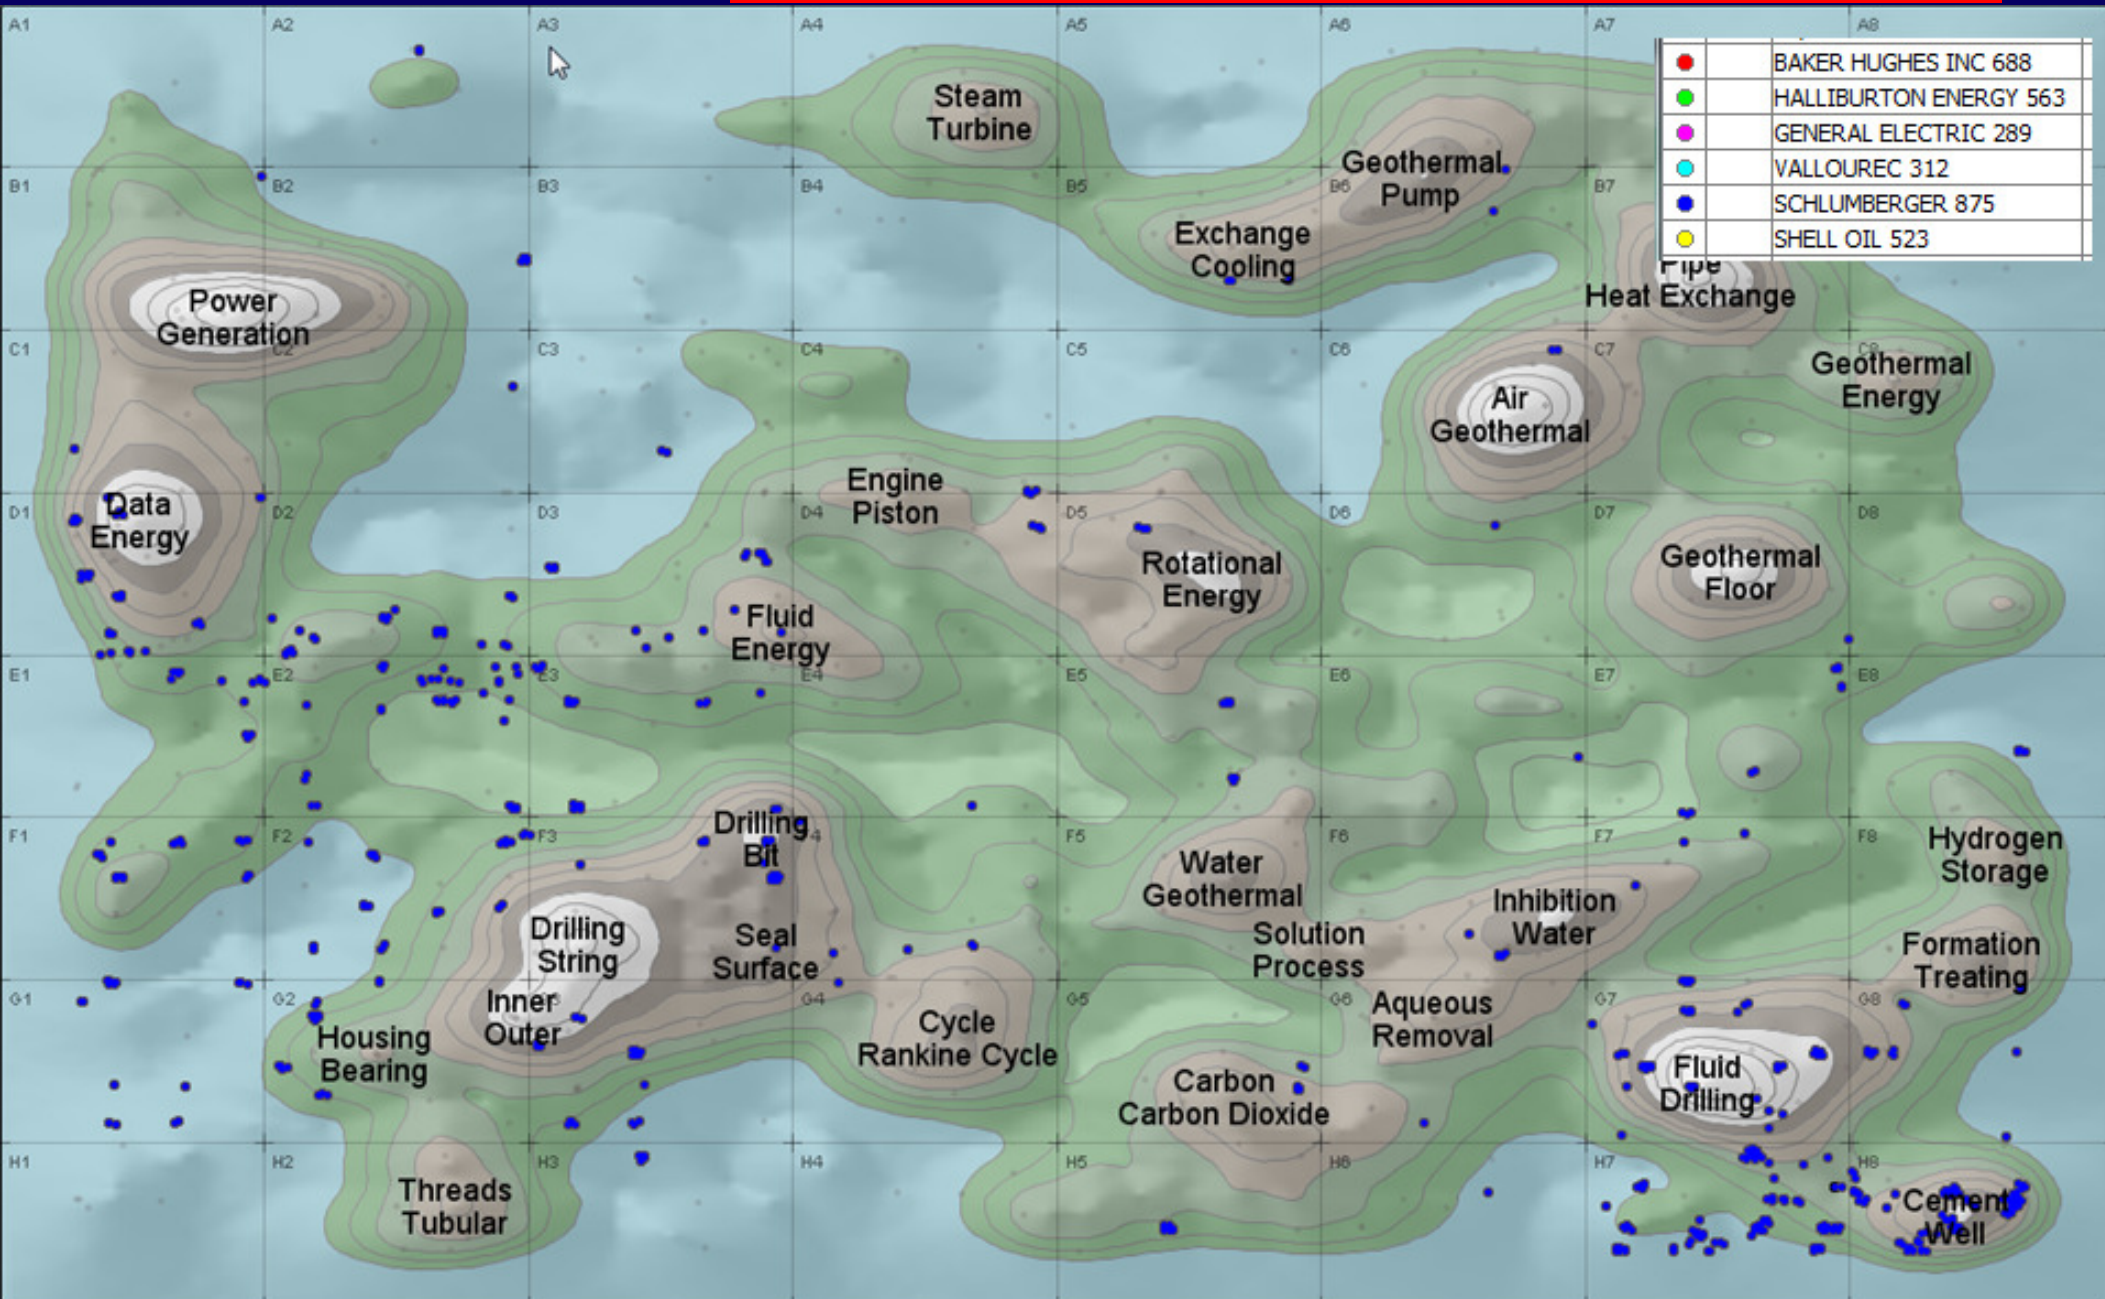 A1 A2 A3 A4 A5 A6 A7 A8
BAKER HUGHES INC 688
HALLIBURTON ENERGY 563
GENERAL ELECTRIC 289
VALLOUREC 312
SCHLUMBERGER 875
SHELL OIL 523
Steam
Turbine
Geothermal
Pump
B1 B2 B3 B4 B5 B6 B7
Exchange
Cooling
Pipe
Heat Exchange
Power
Generation
C1 C2 C3 C4 C5 C6 C7 C8
Geothermal
Energy
Air
Geothermal
Engine
Piston
Data
Energy
D1 D2 D3 D4 D5 D6 D7 D8
Rotational
Energy
Geothermal
Floor
Fluid
Energy
E1 E2 E3 E4 E5 E6 E7 E8
Drilling
Bit
F1 F2 F3 F4 F5 F6 F7 F8
Hydrogen
Storage
Water
Geothermal
Inhibition
Water
Drilling
String
Seal
Surface
Solution
Process
Formation
Treating
G1 G2 G4 G5 G6 G7 G8
Inner
Outer
Aqueous
Removal
Housing
Bearing
Cycle
Rankine Cycle
Fluid
Drilling
Carbon
Carbon Dioxide
H1 H2 H3 H4 H5 H6 H7 H8
Threads
Tubular
Cement
Well